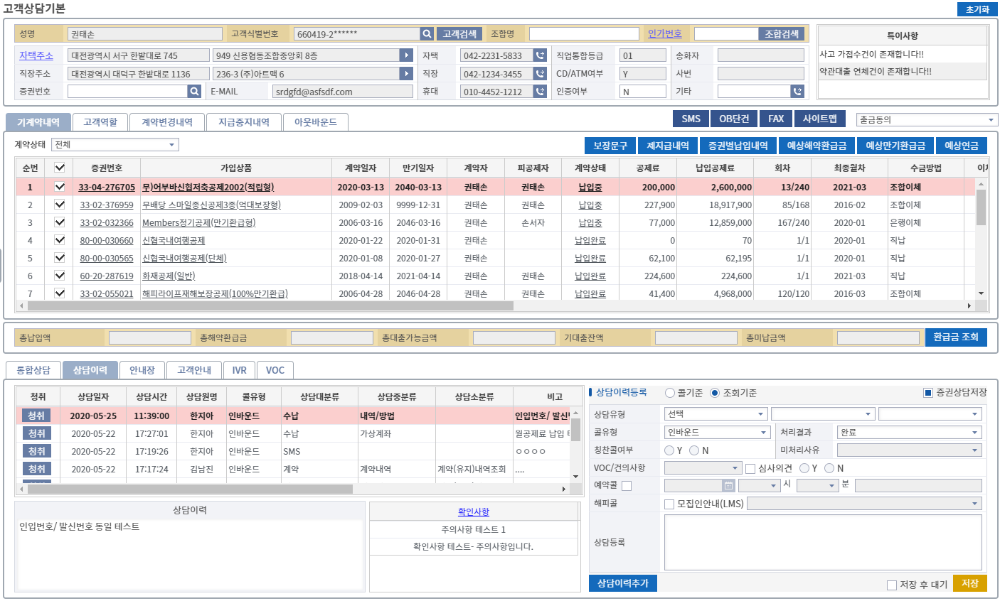 고객상담기본 초기화
성명 권태손 고객식별번호 660419-2****** 고객검색 조합명 인가번호 조합검색
자택주소 대전광역시 서구 한밭대로 745 949 신용협동조합중앙회 8층 자택 042-2231-5833 직업통합등급 01 송화자
직장주소 대전광역시 대덕구 한밭대로 1136 236-3 (주)아트맥 6 직장 042-1234-3455 CD/ATM여부 Y 사번
증권번호 E-MAIL srdgfd@asfsdf.com 휴대 010-4452-1212 인증여부 N 기타
특이사항
사고 가접수건이 존재합니다!!
약관대출 연체건이 존재합니다!!
기계약내역 고객역할 계약변경내역 지급중지내역 아웃바운드 SMS OB단건 FAX 사이트맵 출금동의
계약상태 전체 보장문구 제지급내역 증권별납입내역 예상해약환급금 예상만기환급금 예상연금
순번 증권번호 가입상품 계약일자 만기일자 계약자 피공제자 계약상태 공제료 납입공제료 회차 최종월차 수금방법
1 33-04-276705 무)어부바신협저축공제2002(적립형) 2020-03-13 2040-03-13 권태손 권태손 납입중 200,000 2,600,000 13/240 2021-03 조합이체
2 33-02-376959 무배당 스마일종신공제3종(억대보장형) 2009-02-03 9999-12-31 권태손 권태손 납입중 227,900 18,917,900 85/168 2016-02 조합이체
3 33-02-032366 Members정기공제(만기환급형) 2006-03-16 2046-03-16 권태손 손서자 납입중 77,000 12,859,000 167/240 2020-01 은행이체
4 80-00-030660 신협국내여행공제 2020-01-22 2020-01-31 권태손 납입완료 0 70 1/1 2020-01 직납
5 80-00-030565 신협국내여행공제(단체) 2020-01-08 2020-01-27 권태손 납입완료 62,100 62,195 1/1 2020-01 직납
6 60-20-287619 화재공제(일반) 2018-04-14 2021-04-14 권태손 권태손 납입완료 224,600 224,600 1/1 2021-03 직납
7 33-02-055021 해피라이프재해보장공제(100%만기환급) 2006-04-28 2046-04-28 권태손 권태손 납입완료 41,400 4,968,000 120/120 2016-03 조합이체
총납입액 총해약환급금 총대출가능금액 기대출잔액 총미납금액 환급금 조회
통합상담 상담이력 안내장 고객안내 IVR VOC
청취 상담일자 상담시간 상담원명 콜유형 상담대분류 상담중분류 상담소분류 비고
청취 2020-05-25 11:39:00 한지아 인바운드 수납 내역/방법 인입번호/ 발신
청취 2020-05-22 17:27:01 한지아 인바운드 수납 가상계좌 월공제료 납입
청취 2020-05-22 17:19:26 한지아 인바운드 SMS ㅇㅇㅇㅇ
청취 2020-05-22 17:17:24 김남진 인바운드 계약 계약내역 계약(유지)내역조회 ....
상담이력
인입번호/ 발신번호 동일 테스트
확인사항
주의사항 테스트 1
확인사항 테스트- 주의사항입니다.
상담이력등록 콜기준 조회기준 증권상담저장
상담유형 선택
콜유형 인바운드 처리결과 완료
칭찬콜여부 Y N 미처리사유
VOC/건의사항 심사의견 Y N
예약콜 시 분
해피콜 모집인안내(LMS)
상담등록
상담이력추가 저장 후 대기 저장